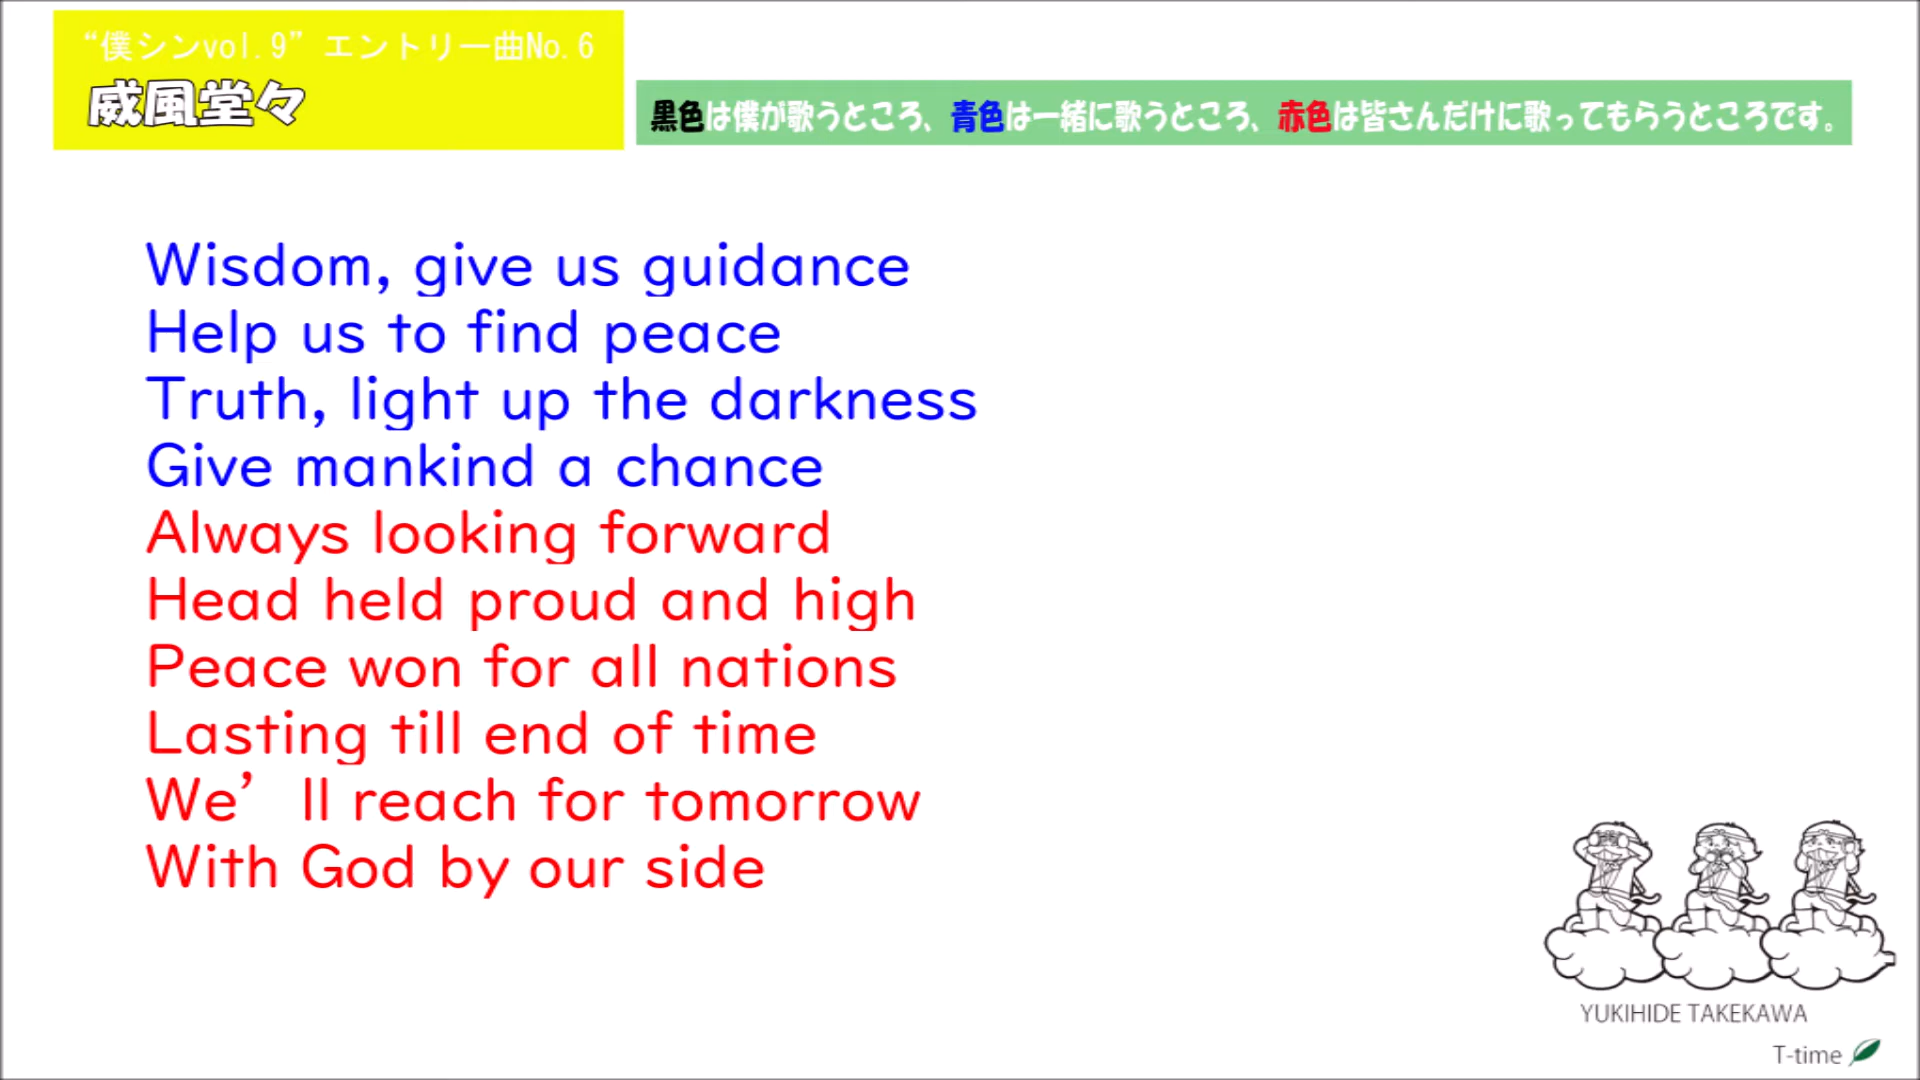 “僕シンvol.9”エントリー曲No.6
威風堂々
黒色は僕が歌うところ、青色は一緒に歌うところ、赤色は皆さんだけに歌ってもらうところです。
Wisdom, give us guidance
Help us to find peace
Truth, light up the darkness
Give mankind a chance
Always looking forward
Head held proud and high
Peace won for all nations
Lasting till end of time
We’ll reach for tomorrow
With God by our side
YUKIHIDE TAKEKAWA
T-time